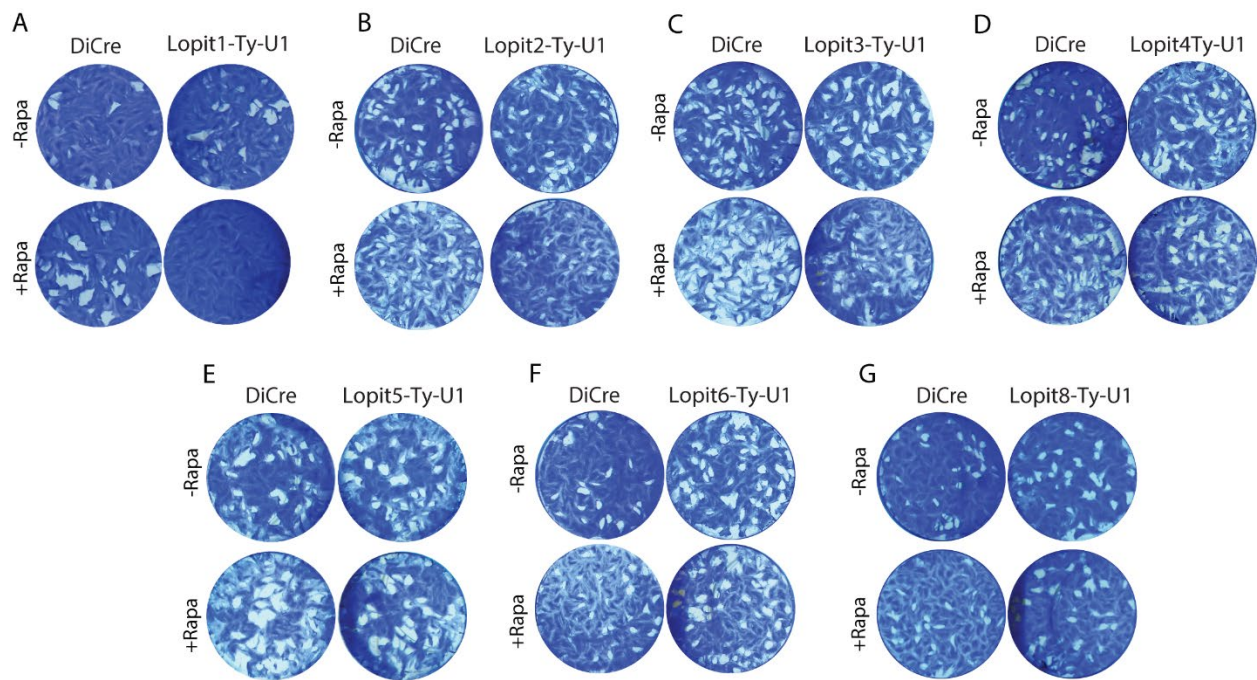 A
DiCre Lopit1-Ty-U1
-Rapa
+Rapa
B
DiCre Lopit2-Ty-U1
-Rapa
+Rapa
C
DiCre Lopit3-Ty-U1
-Rapa
+Rapa
D
DiCre Lopit4Ty-U1
-Rapa
+Rapa
E
DiCre Lopit5-Ty-U1
-Rapa
+Rapa
F
DiCre Lopit6-Ty-U1
-Rapa
+Rapa
G
DiCre Lopit8-Ty-U1
-Rapa
+Rapa